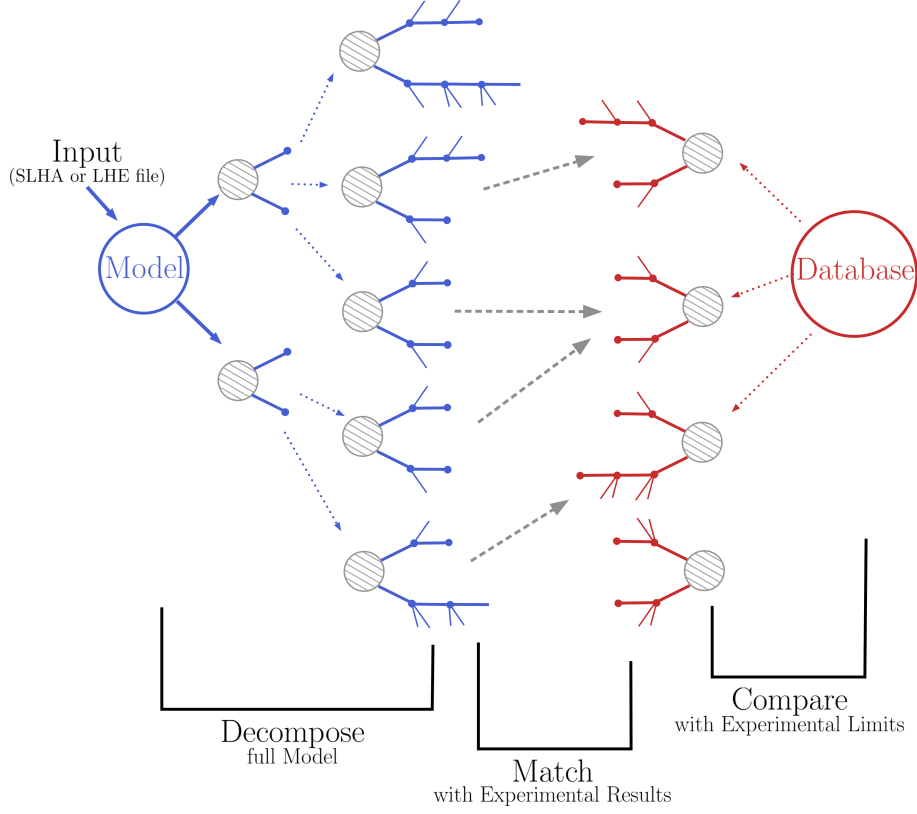 Input
(SLHA or LHE file)
Model
Database
Decompose
full Model
Match
with Experimental Results
Compare
with Experimental Limits